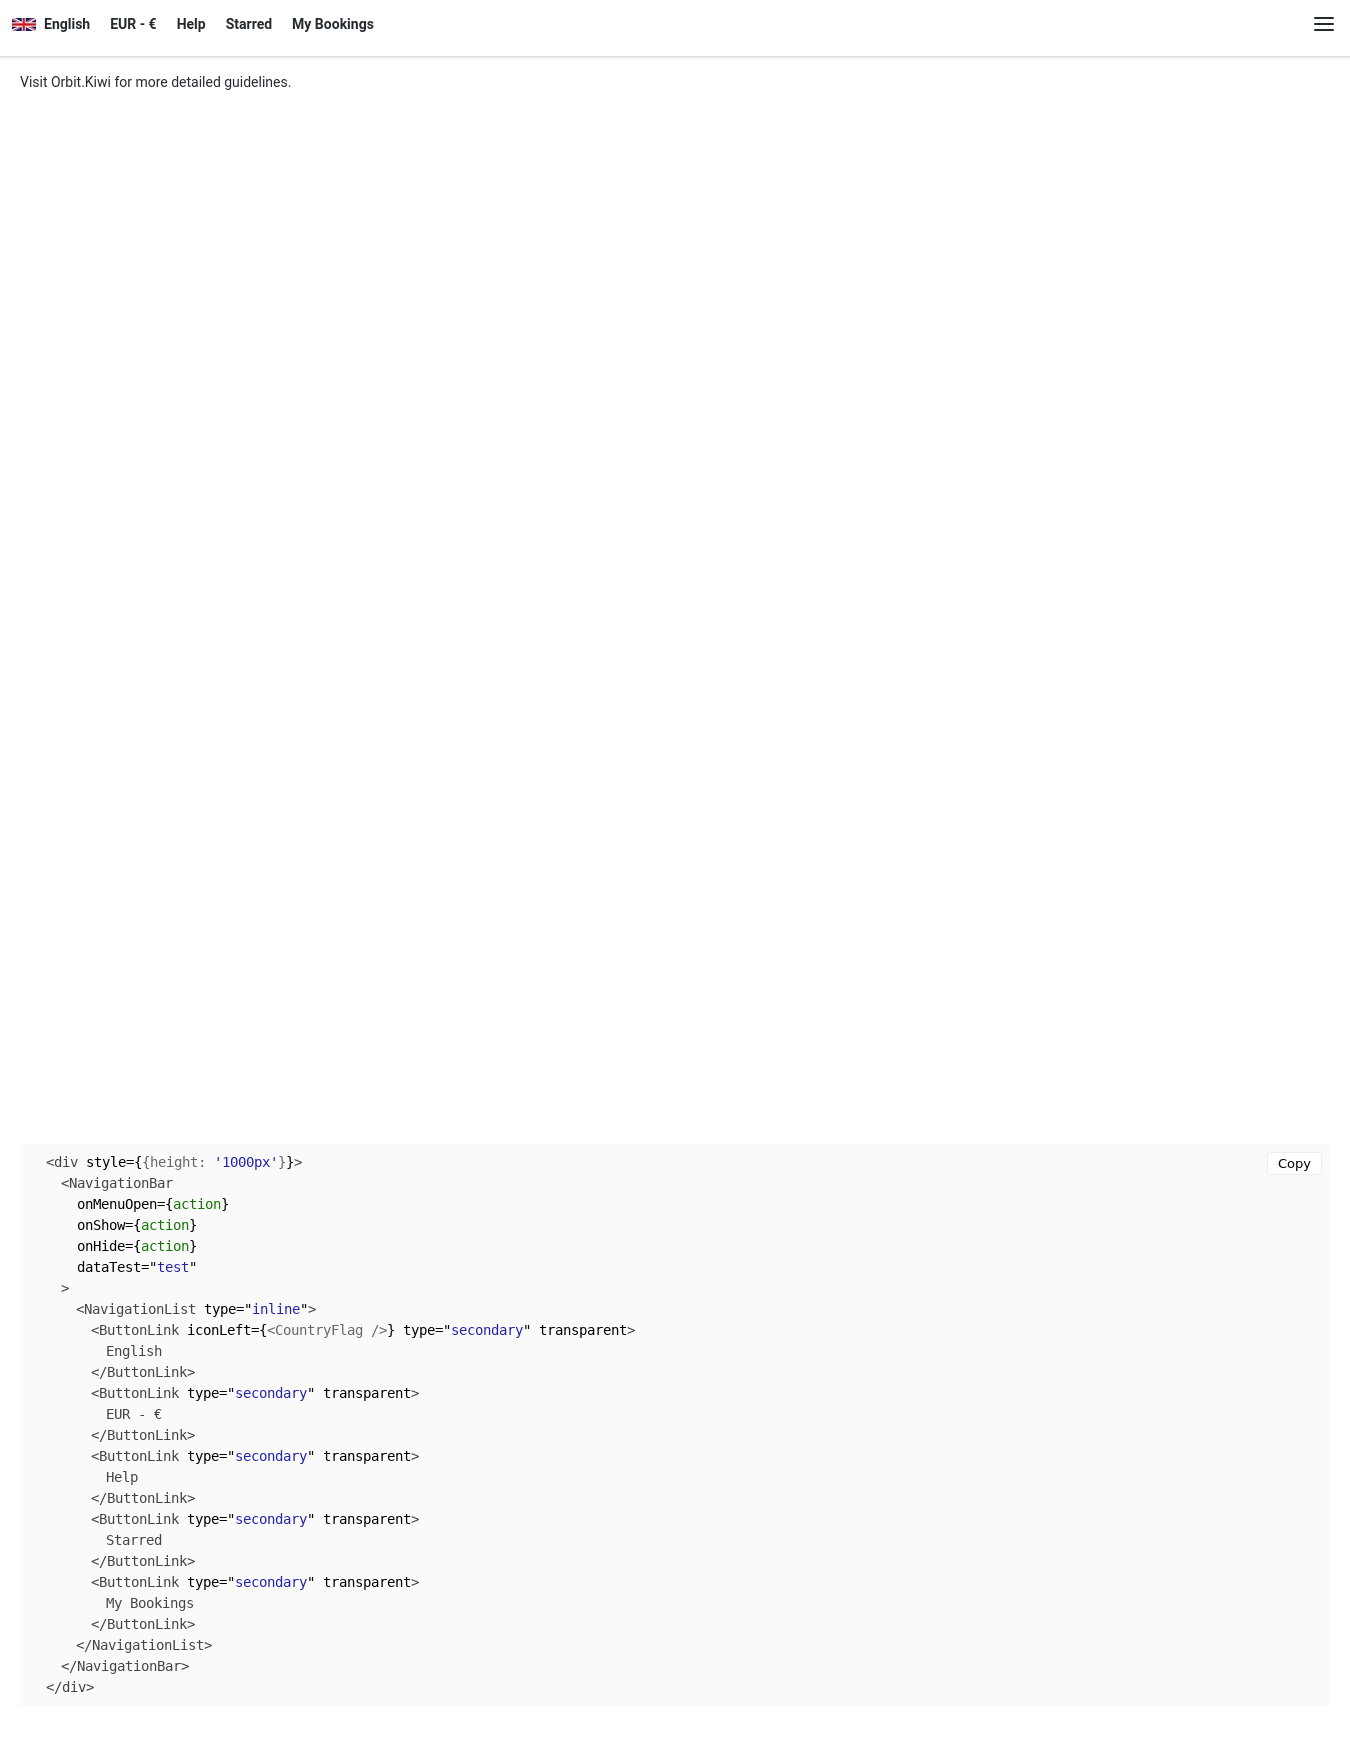 English EUR - € Help Starred My Bookings
Visit Orbit.Kiwi for more detailed guidelines.
Copy
<div style={{height: '1000px'}}>
<NavigationBar
onMenuOpen={action}
onShow={action}
onHide={action}
dataTest="test"
>
<NavigationList type="inline">
<ButtonLink iconLeft={<CountryFlag />} type="secondary" transparent>
English
</ButtonLink>
<ButtonLink type="secondary" transparent>
EUR - €
</ButtonLink>
<ButtonLink type="secondary" transparent>
Help
</ButtonLink>
<ButtonLink type="secondary" transparent>
Starred
</ButtonLink>
<ButtonLink type="secondary" transparent>
My Bookings
</ButtonLink>
</NavigationList>
</NavigationBar>
</div>